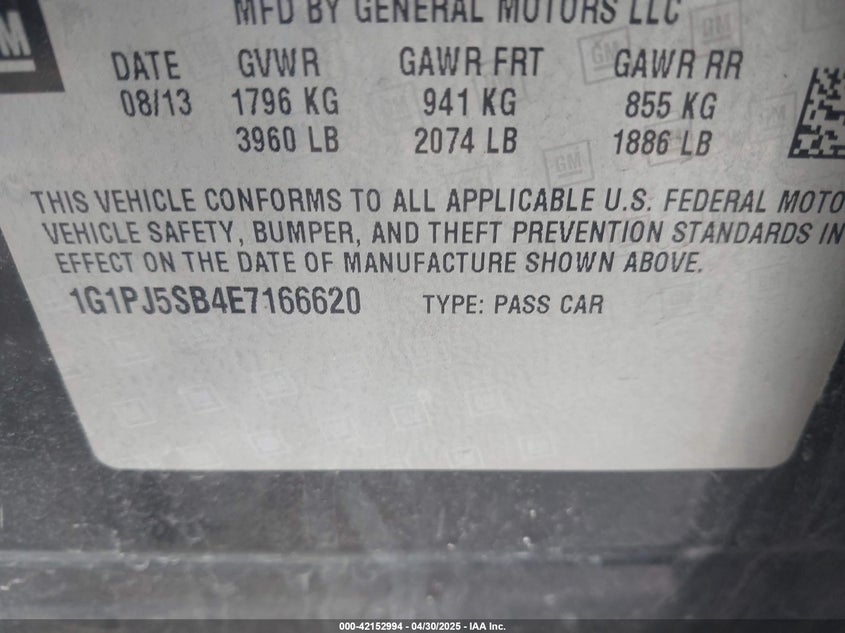 MFD BY GENERAL MOTORS LLC
GM
DATE GVWR GAWR FRT GAWR RR
08/13 1796 KG 941 KG 855 KG
3960 LB 2074 LB 1886 LB
THIS VEHICLE CONFORMS TO ALL APPLICABLE U.S. FEDERAL MOTO
VEHICLE SAFETY, BUMPER, AND THEFT PREVENTION STANDARDS IN
EFFECT ON THE DATE OF MANUFACTURE SHOWN ABOVE.
1G1PJ5SB4E7166620 TYPE: PASS CAR
000-42152994 - 04/30/2025 - IAA Inc.